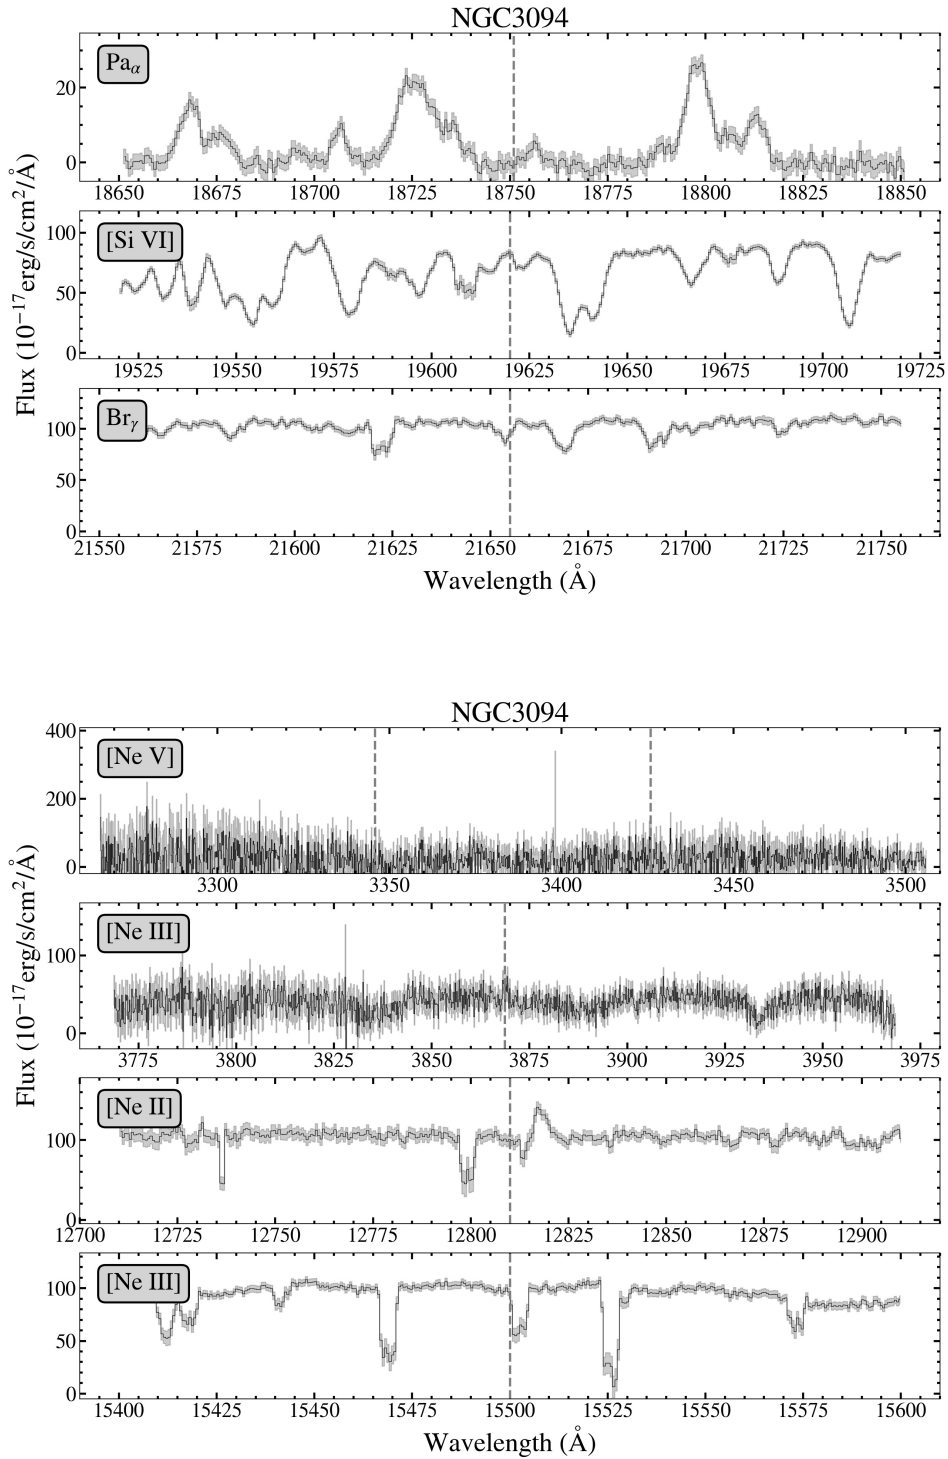 NGC3094
Paα
20
10
0
18650 18675 18700 18725 18750 18775 18800 18825 18850
[Si VI]
100
50
0
19525 19550 19575 19600 19625 19650 19675 19700 19725
Brγ
100
50
0
21550 21575 21600 21625 21650 21675 21700 21725 21750
Flux (10⁻¹⁷erg/s/cm²/Å)
Wavelength (Å)
NGC3094
[Ne V]
400
200
0
3300 3350 3400 3450 3500
[Ne III]
100
0
3775 3800 3825 3850 3875 3900 3925 3950 3975
[Ne II]
100
0
12700 12725 12750 12775 12800 12825 12850 12875 12900
[Ne III]
100
50
0
15400 15425 15450 15475 15500 15525 15550 15575 15600
Flux (10⁻¹⁷erg/s/cm²/Å)
Wavelength (Å)